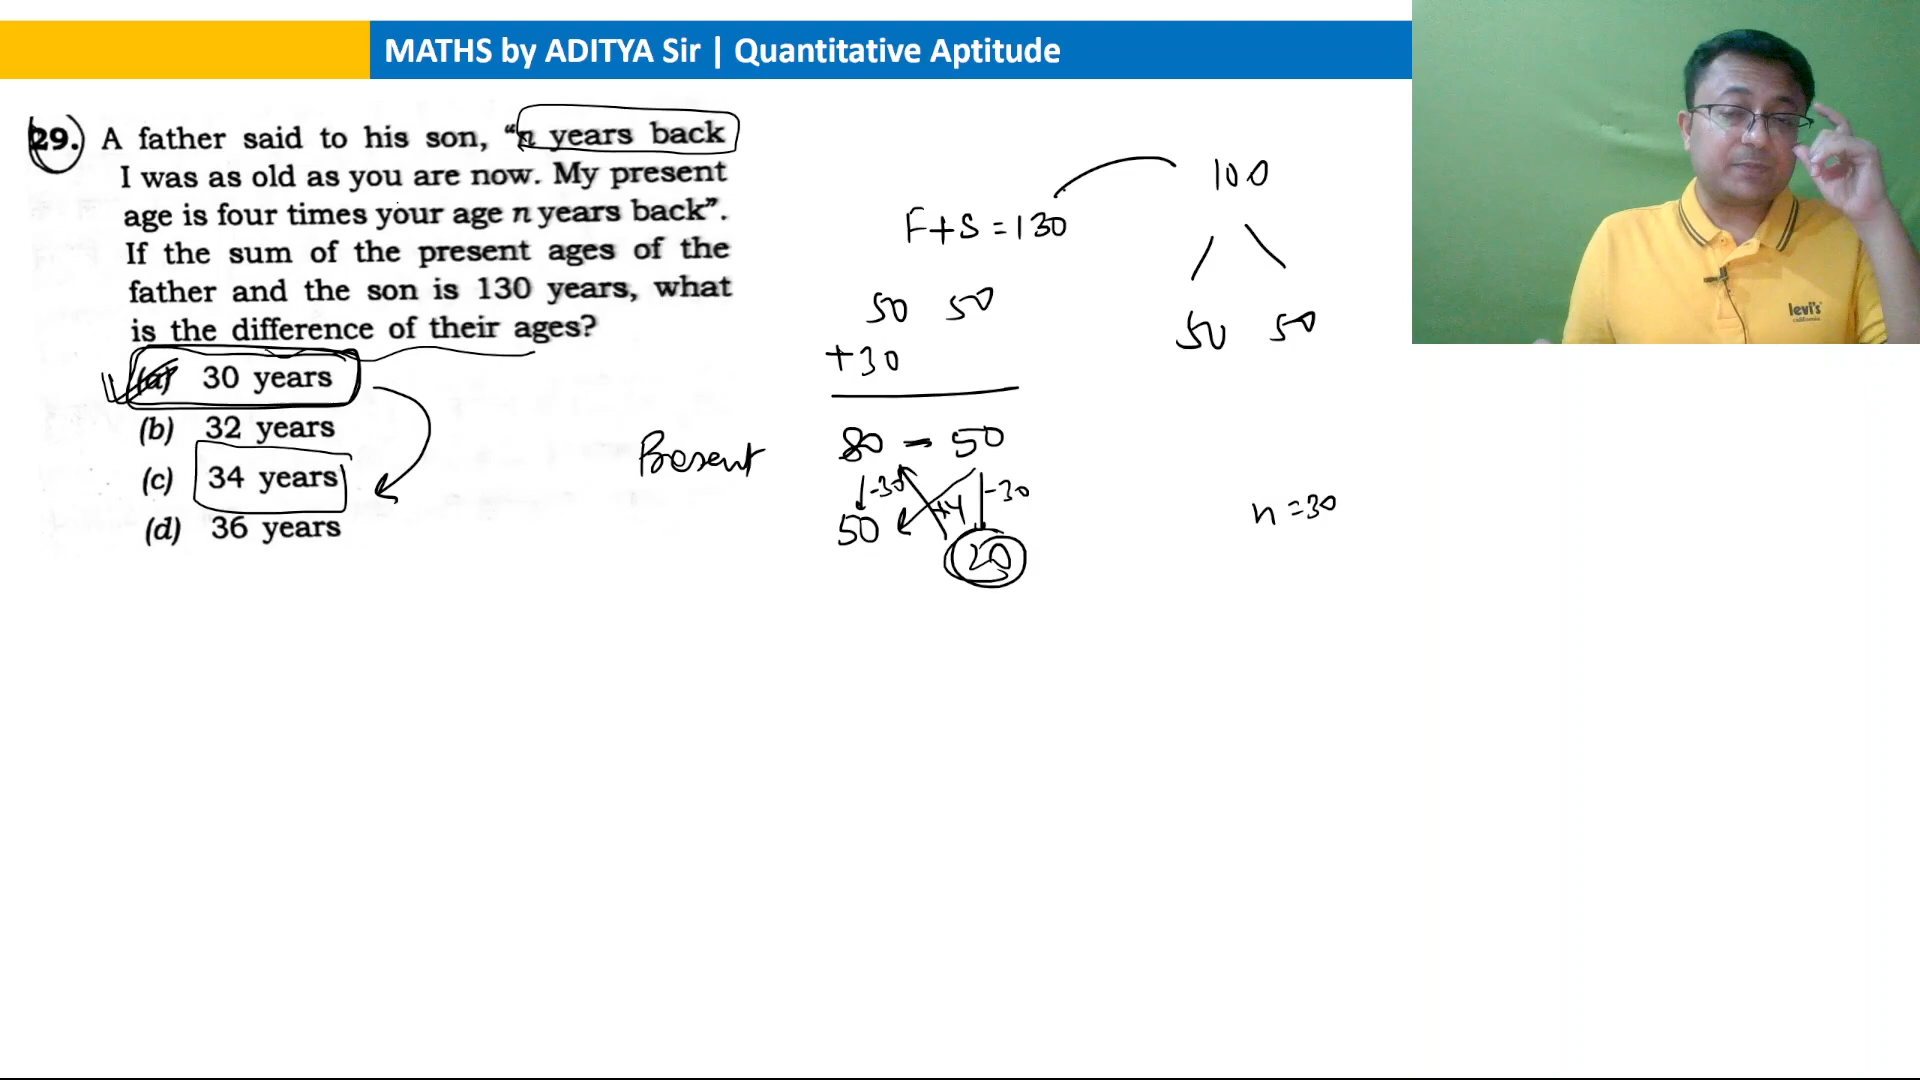 MATHS by ADITYA Sir | Quantitative Aptitude
29. A father said to his son, “n years back
I was as old as you are now. My present
age is four times your age n years back”.
If the sum of the present ages of the
father and the son is 130 years, what
is the difference of their ages?
(a) 30 years
(b) 32 years
(c) 34 years
(d) 36 years
F+S=130
100
50 50
50 50
+30
Present 80 - 50
-30 ×4 -30
50 20
n=30
levi's